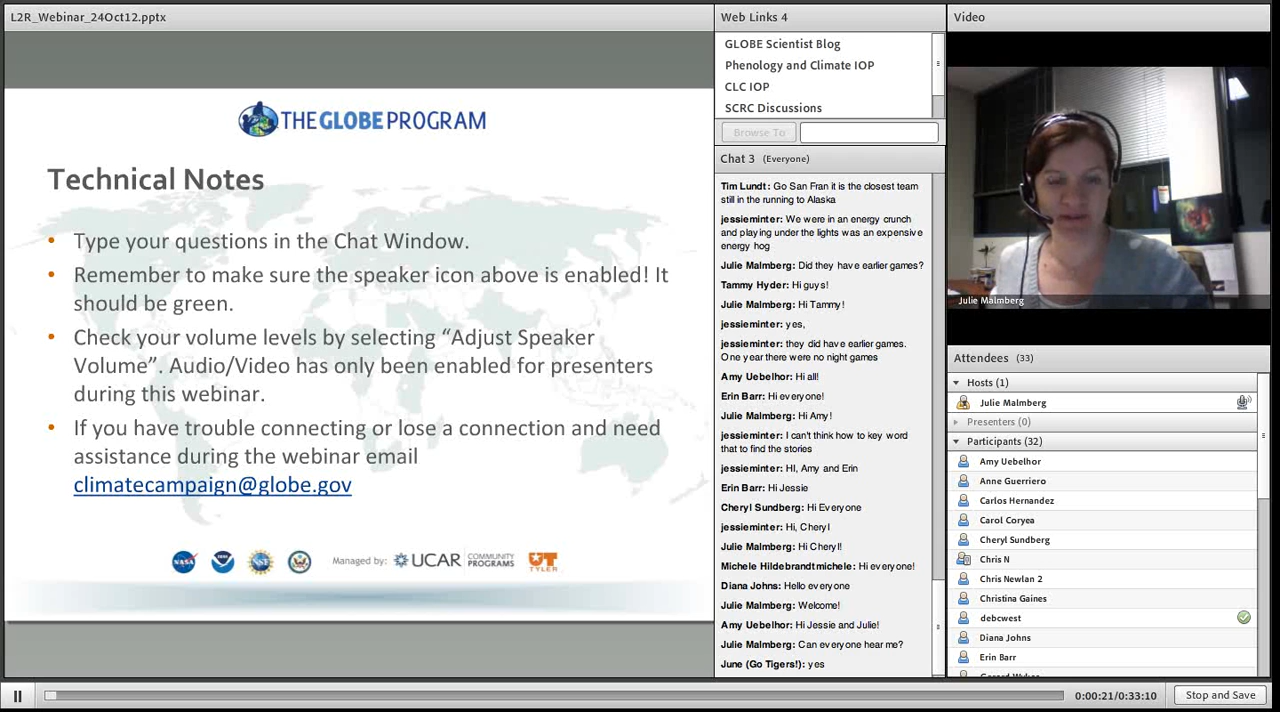 L2R_Webinar_24Oct12.pptx
THE GLOBE PROGRAM
Technical Notes
• Type your questions in the Chat Window.
• Remember to make sure the speaker icon above is enabled! It
should be green.
• Check your volume levels by selecting “Adjust Speaker
Volume”. Audio/Video has only been enabled for presenters
during this webinar.
• If you have trouble connecting or lose a connection and need
assistance during the webinar email
climatecampaign@globe.gov
NASA
NSF
Managed by:
UCAR
COMMUNITY
PROGRAMS
UT
TYLER
Web Links 4
GLOBE Scientist Blog
Phenology and Climate IOP
CLC IOP
SCRC Discussions
Browse To
Chat 3 (Everyone)
Tim Lundt: Go San Fran it is the closest team
still in the running to Alaska
jessieminter: We were in an energy crunch
and playing under the lights was an expensive
energy hog
Julie Malmberg: Did they have earlier games?
Tammy Hyder: Hi guys!
Julie Malmberg: Hi Tammy!
jessieminter: yes,
jessieminter: they did have earlier games.
One year there were no night games
Amy Uebelhor: Hi all!
Erin Barr: Hi everyone!
Julie Malmberg: Hi Amy!
jessieminter: I can't think how to key word
that to find the stories
jessieminter: HI, Amy and Erin
Erin Barr: Hi Jessie
Cheryl Sundberg: Hi Everyone
jessieminter: Hi, Cheryl
Julie Malmberg: Hi Cheryl!
Michele Hildebrandtmichele: Hi everyone!
Diana Johns: Hello everyone
Julie Malmberg: Welcome!
Amy Uebelhor: Hi Jessie and Julie!
Julie Malmberg: Can everyone hear me?
June (Go Tigers!): yes
Video
Julie Malmberg
Attendees (33)
Hosts (1)
Julie Malmberg
Presenters (0)
Participants (32)
Amy Uebelhor
Anne Guerriero
Carlos Hernandez
Carol Coryea
Cheryl Sundberg
Chris N
Chris Newlan 2
Christina Gaines
debcwest
Diana Johns
Erin Barr
0:00:21/0:33:10
Stop and Save